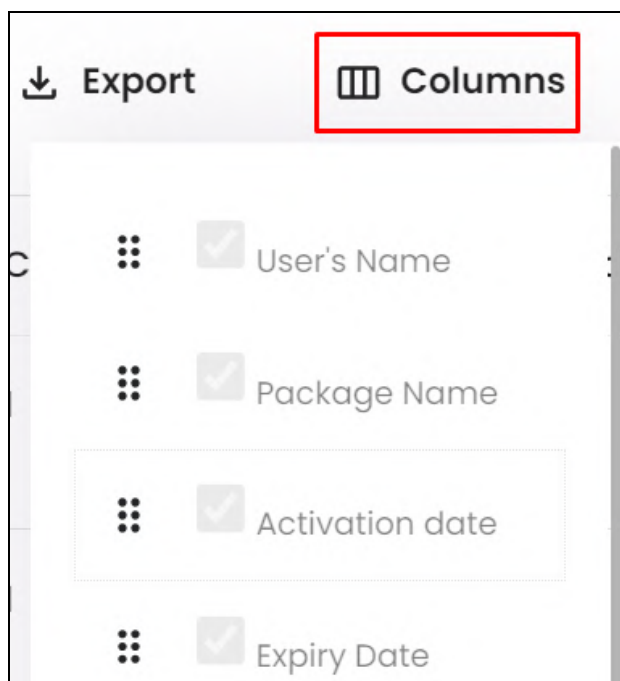 Export Columns
User's Name
Package Name
Activation date
Expiry Date